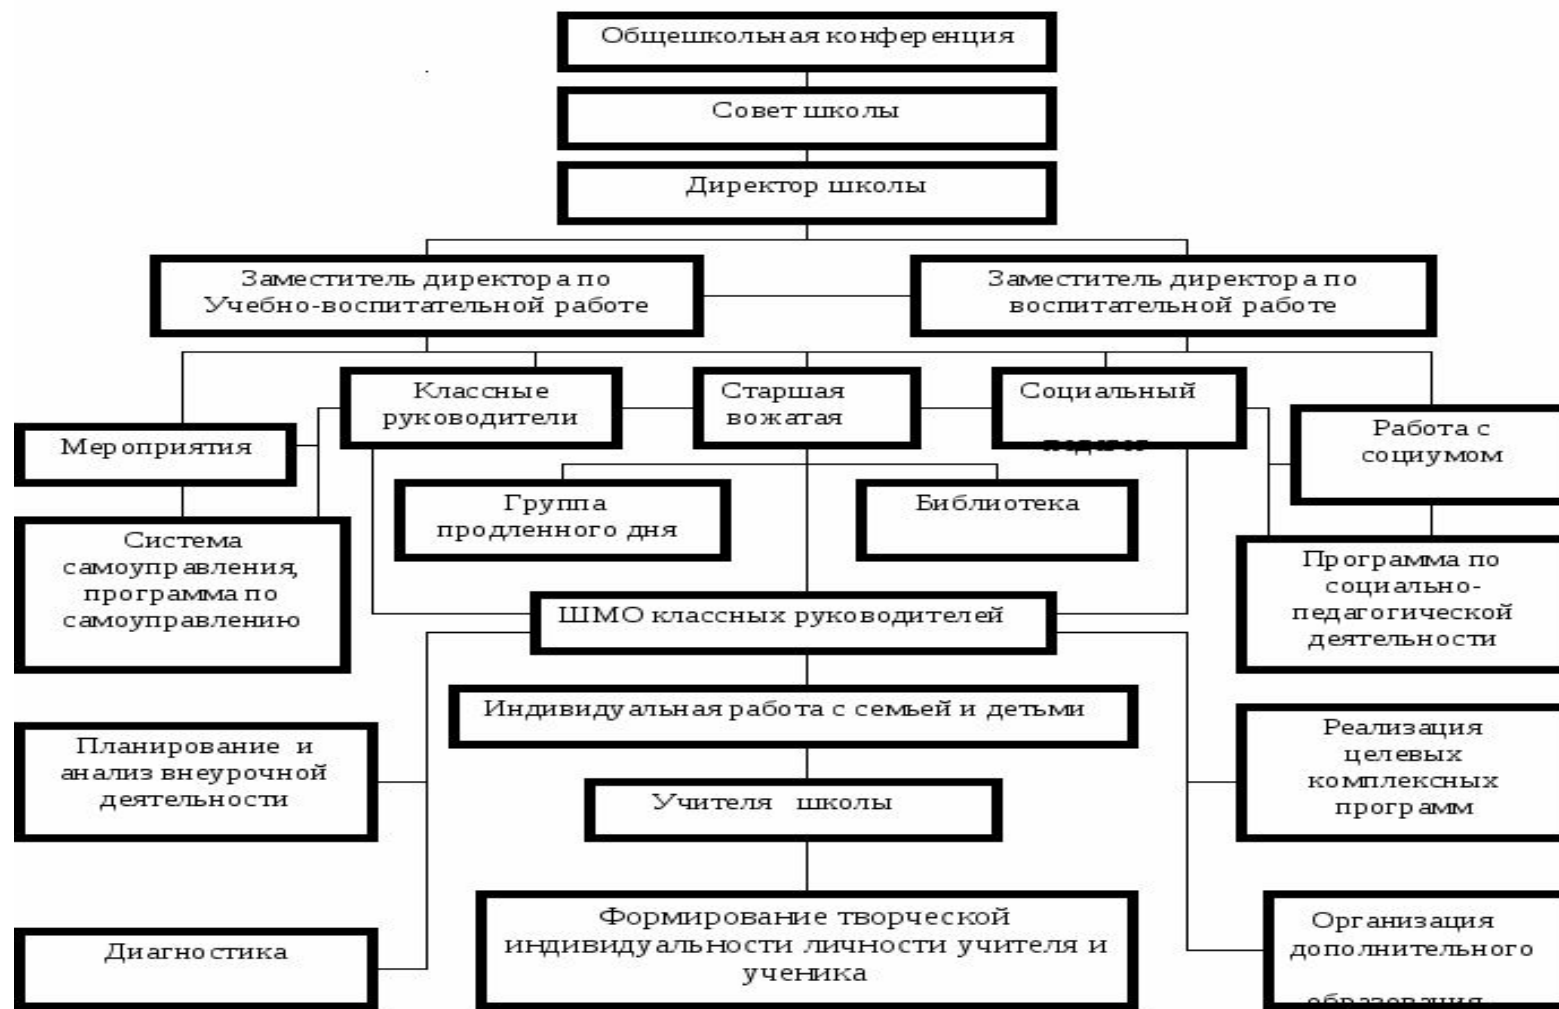 Общешкольная конференция
Совет школы
Директор школы
Заместитель директора по
Учебно-воспитательной работе
Заместитель директора по
воспитательной работе
Классные
руководители
Старшая
вожатая
Социальный
педагог
Мероприятия
Работа с
социумом
Группа
продленного дня
Библиотека
Система
самоуправления,
программа по
самоуправлению
Программа по
социально-
педагогической
деятельности
ШМО классных руководителей
Индивидуальная работа с семьей и детьми
Планирование и
анализ внеурочной
деятельности
Реализация
целевых
комплексных
программ
Учителя школы
Формирование творческой
индивидуальности личности учителя и
ученика
Диагностика
Организация
дополнительного
образования